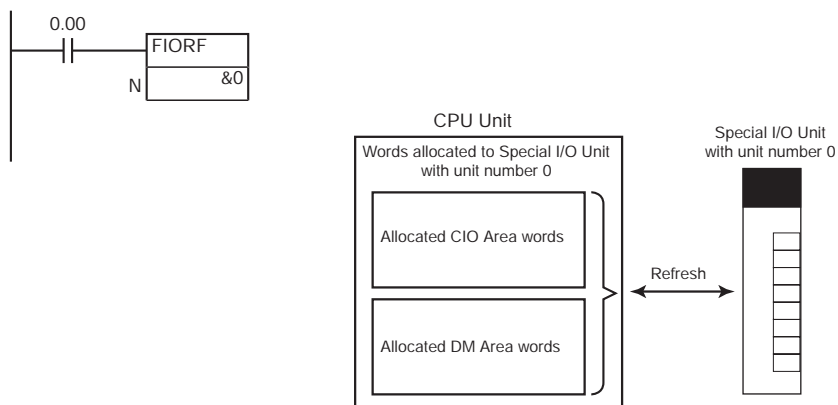 0.00
FIORF
N
&0
CPU Unit
Words allocated to Special I/O Unit
with unit number 0
Allocated CIO Area words
Allocated DM Area words
Refresh
Special I/O Unit
with unit number 0